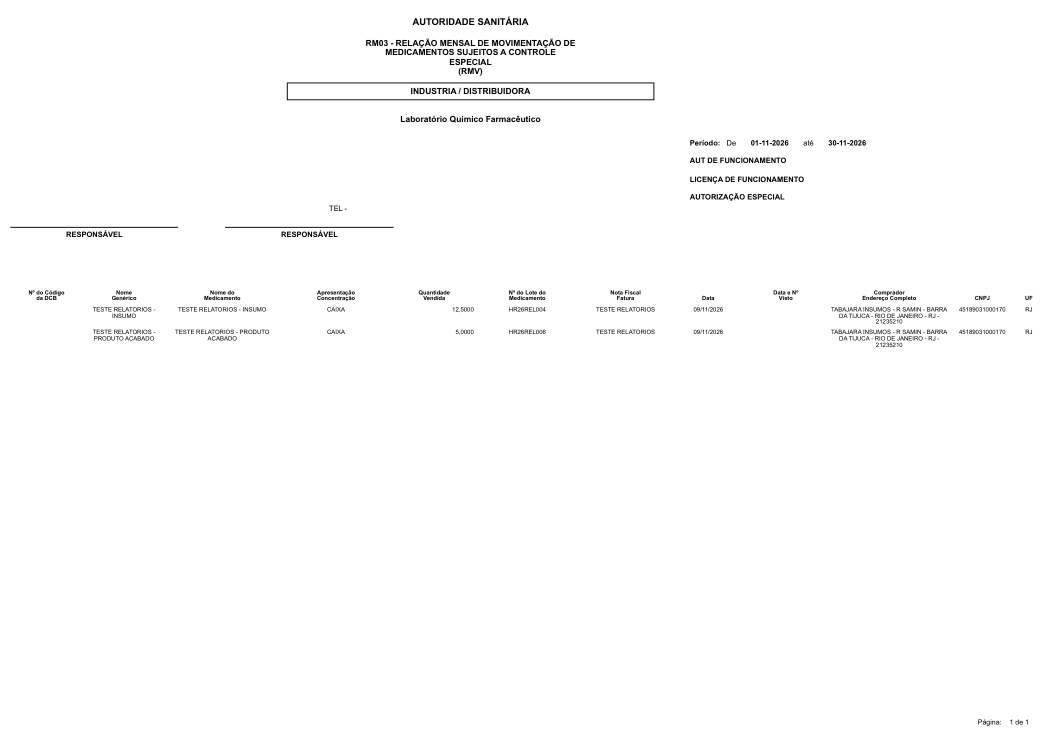 AUTORIDADE SANITÁRIA
RM03 - RELAÇÃO MENSAL DE MOVIMENTAÇÃO DE
MEDICAMENTOS SUJEITOS A CONTROLE
ESPECIAL
(RMV)
INDUSTRIA / DISTRIBUIDORA
Laboratório Químico Farmacêutico
Período: De 01-11-2026 até 30-11-2026
AUT DE FUNCIONAMENTO
LICENÇA DE FUNCIONAMENTO
AUTORIZAÇÃO ESPECIAL
TEL -
RESPONSÁVEL RESPONSÁVEL
Nº do Código Nome Nome do Apresentação Quantidade Nº do Lote do Nota Fiscal Data e Nº Comprador
da DCB Genérico Medicamento Concentração Vendida Medicamento Fatura Data Visto Endereço Completo CNPJ UF
TESTE RELATORIOS - TESTE RELATORIOS - INSUMO CAIXA 12,5000 HR26REL004 TESTE RELATORIOS 09/11/2026 TABAJARA INSUMOS - R SAMIN - BARRA 45189031000170 RJ
INSUMO DA TIJUCA - RIO DE JANEIRO - RJ -
21235210
TESTE RELATORIOS - TESTE RELATORIOS - PRODUTO CAIXA 5,0000 HR26REL006 TESTE RELATORIOS 09/11/2026 TABAJARA INSUMOS - R SAMIN - BARRA 45189031000170 RJ
PRODUTO ACABADO ACABADO DA TIJUCA - RIO DE JANEIRO - RJ -
21235210
Página: 1 de 1